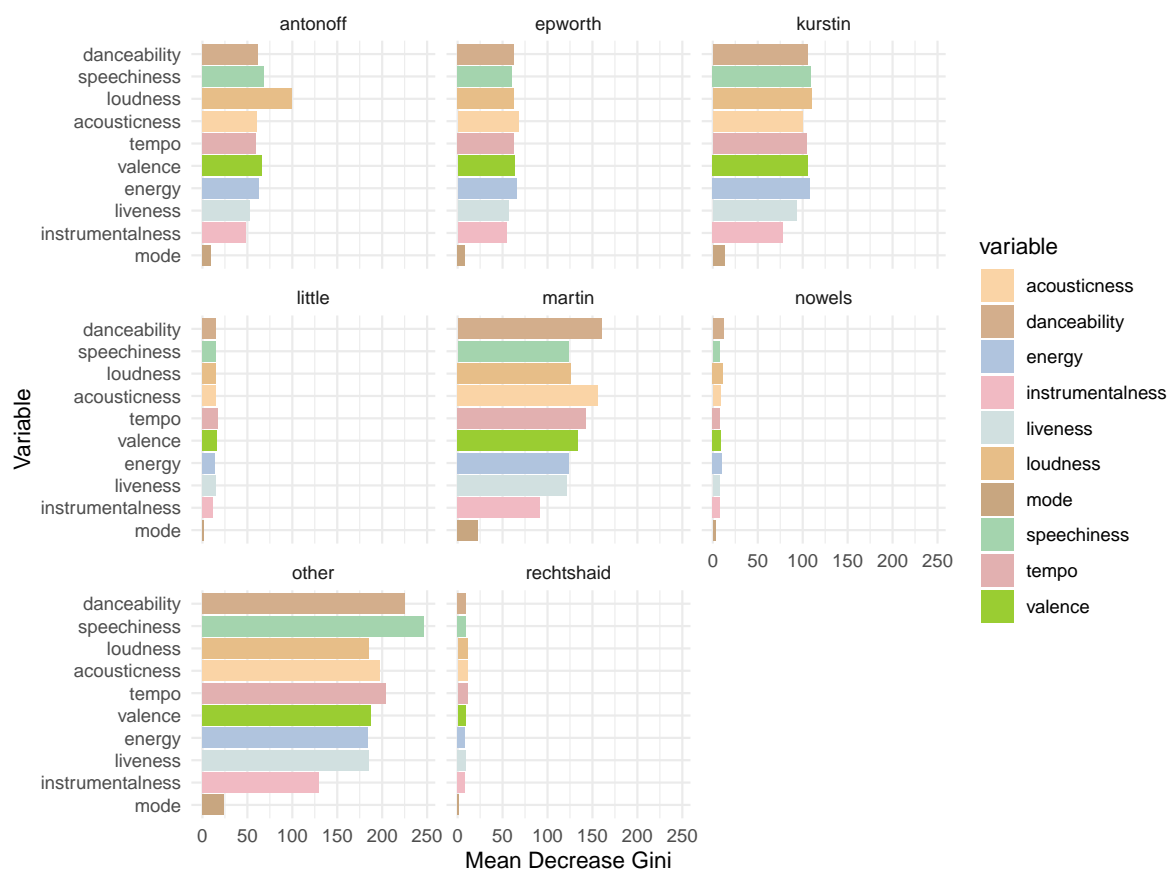 antonoff
epworth
kurstin
danceability
speechiness
loudness
acousticness
tempo
valence
energy
liveness
instrumentalness
mode
little
martin
nowels
danceability
speechiness
loudness
acousticness
tempo
valence
energy
liveness
instrumentalness
mode
0 50 100 150 200 250
other
rechtshaid
danceability
speechiness
loudness
acousticness
tempo
valence
energy
liveness
instrumentalness
mode
0 50 100 150 200 250
0 50 100 150 200 250
Mean Decrease Gini
Variable
variable
acousticness
danceability
energy
instrumentalness
liveness
loudness
mode
speechiness
tempo
valence